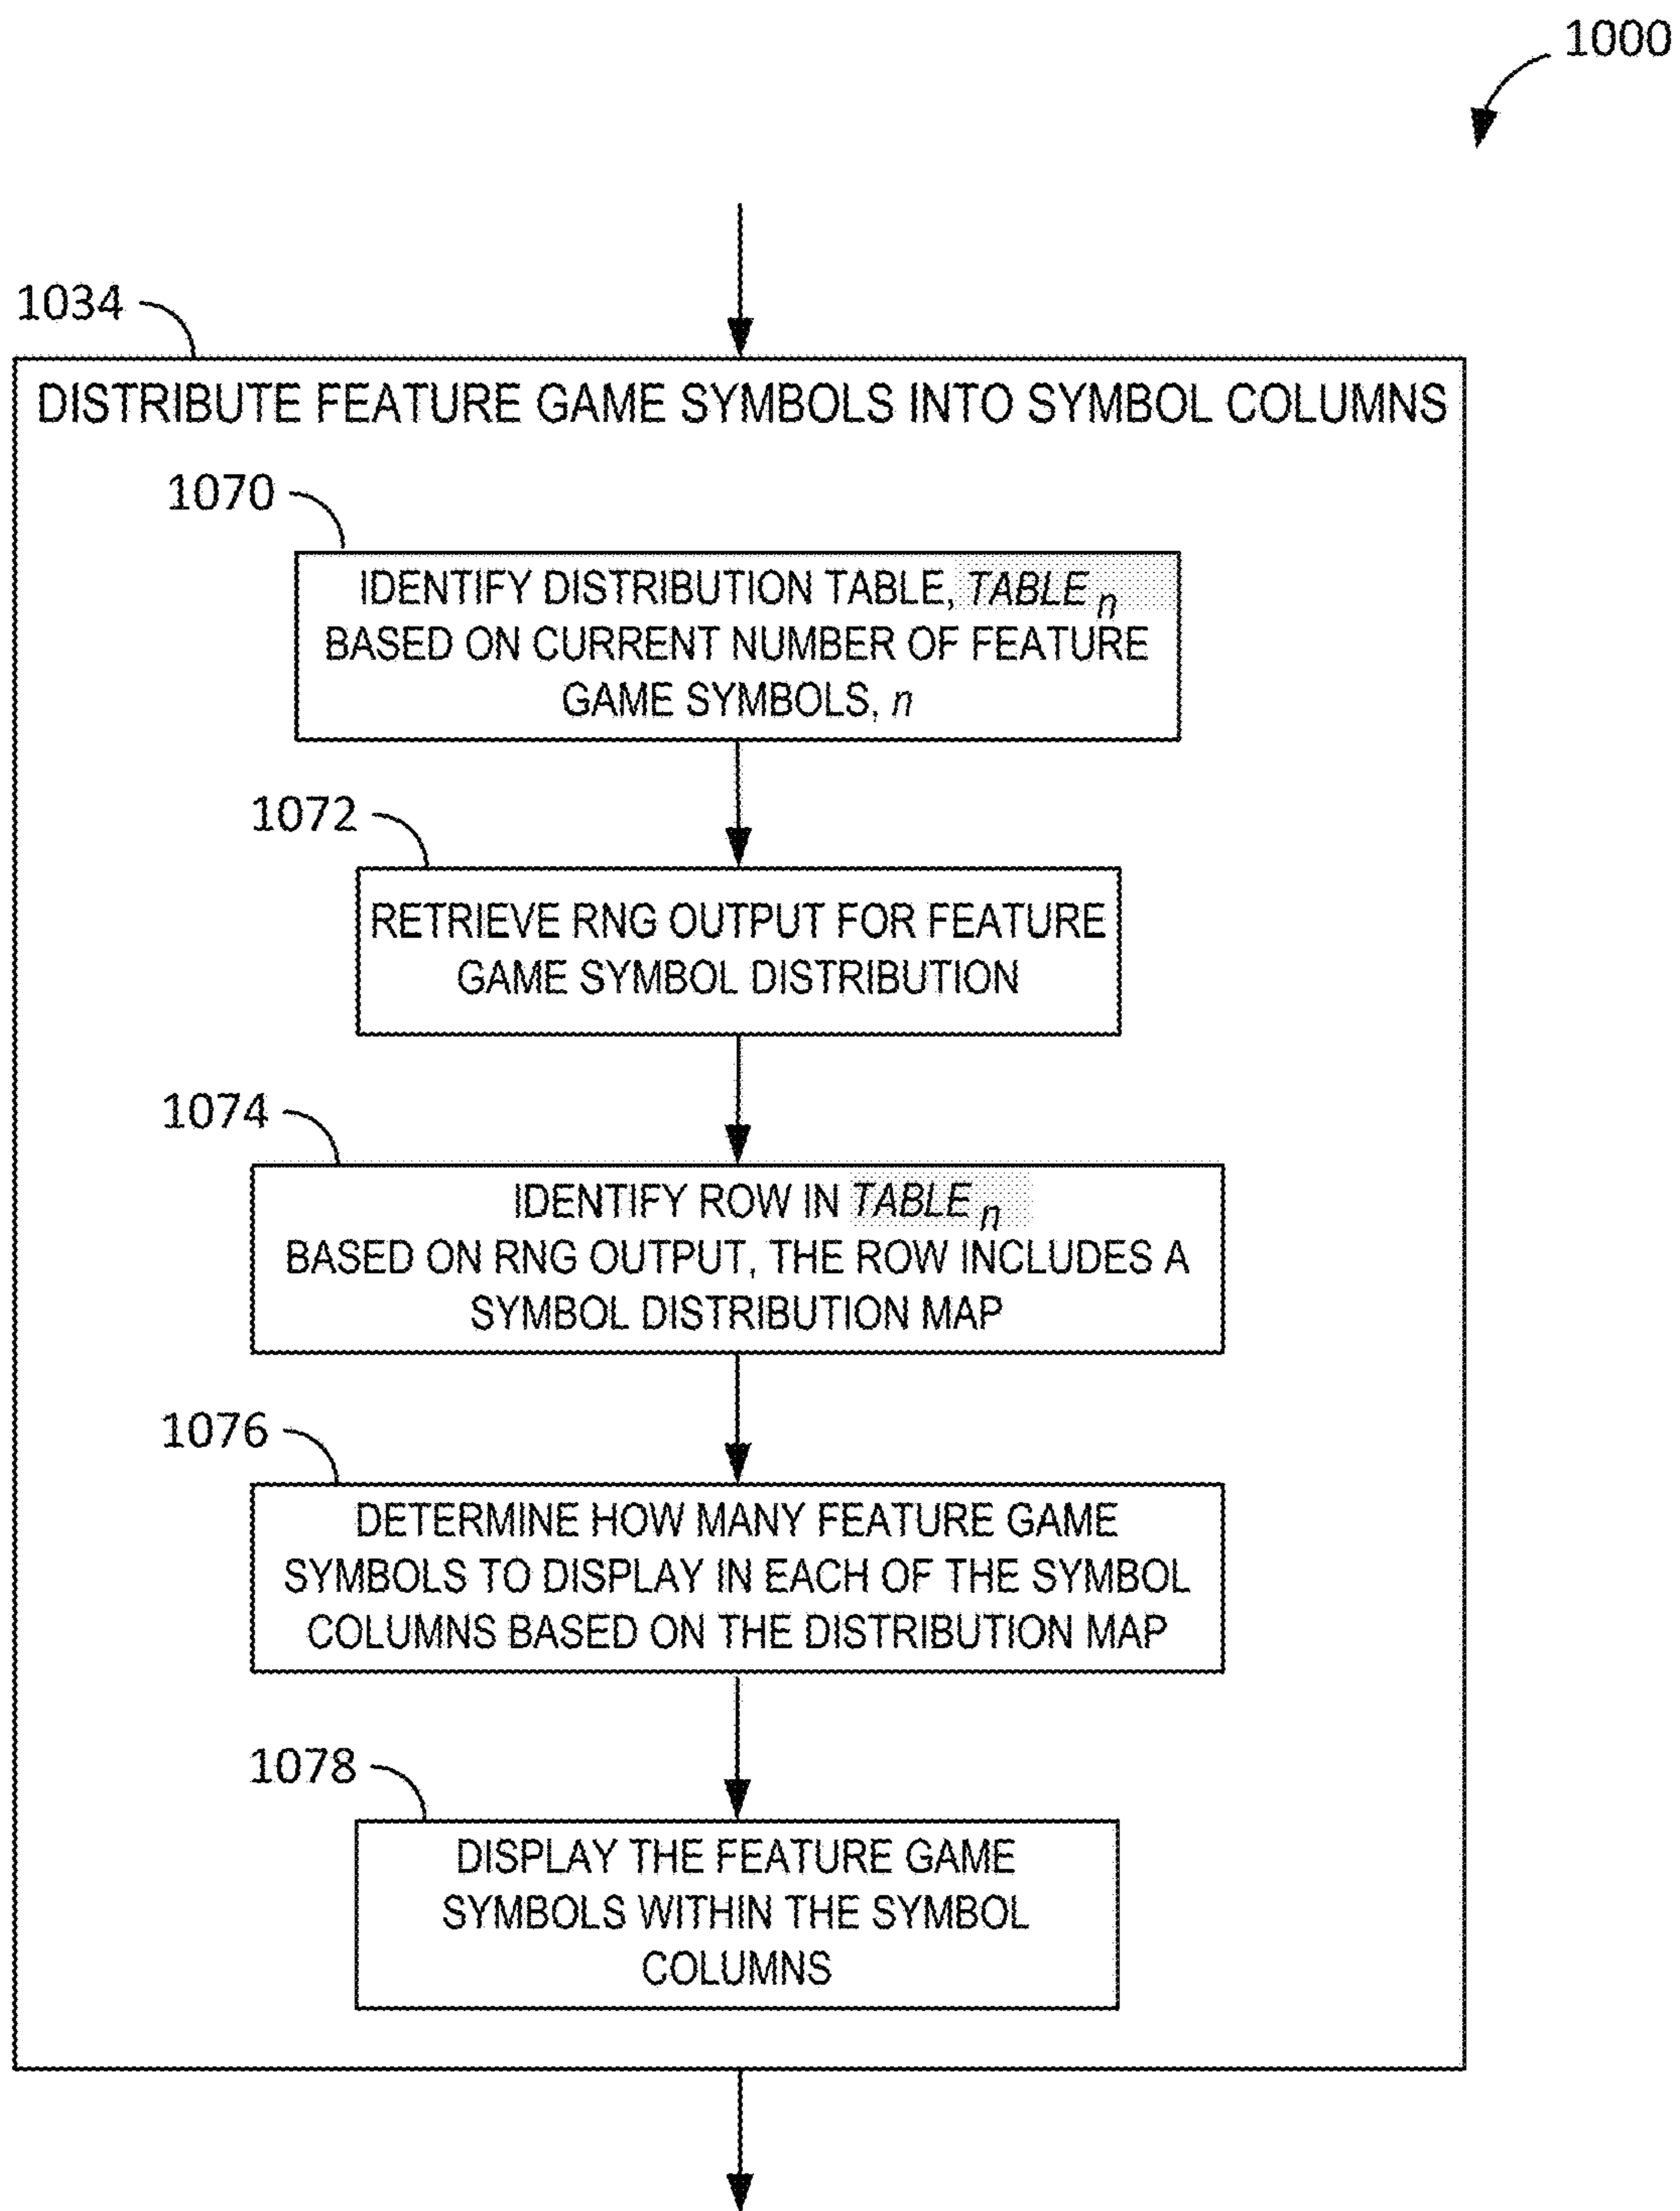 1000
1034
DISTRIBUTE FEATURE GAME SYMBOLS INTO SYMBOL COLUMNS
1070
IDENTIFY DISTRIBUTION TABLE, TABLE n
BASED ON CURRENT NUMBER OF FEATURE
GAME SYMBOLS, n
1072
RETRIEVE RNG OUTPUT FOR FEATURE
GAME SYMBOL DISTRIBUTION
1074
IDENTIFY ROW IN TABLE n
BASED ON RNG OUTPUT, THE ROW INCLUDES A
SYMBOL DISTRIBUTION MAP
1076
DETERMINE HOW MANY FEATURE GAME
SYMBOLS TO DISPLAY IN EACH OF THE SYMBOL
COLUMNS BASED ON THE DISTRIBUTION MAP
1078
DISPLAY THE FEATURE GAME
SYMBOLS WITHIN THE SYMBOL
COLUMNS